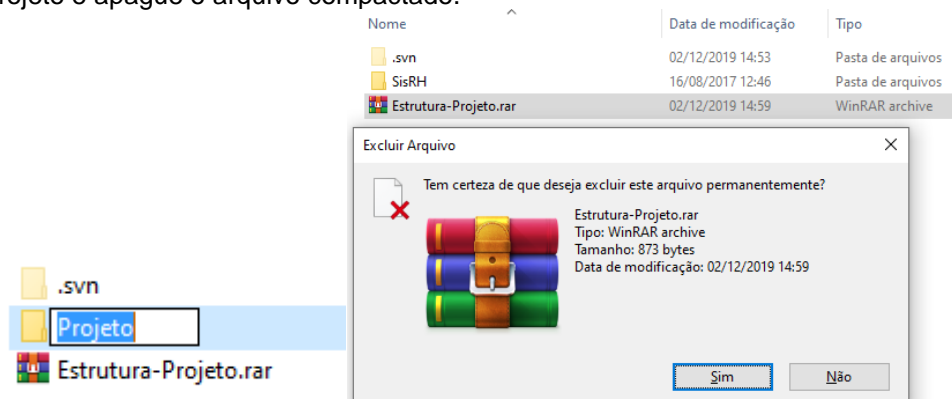 rojeto e apague o arquivo compactado.
Nome Data de modificação Tipo
.svn 02/12/2019 14:53 Pasta de arquivos
SisRH 16/08/2017 12:46 Pasta de arquivos
Estrutura-Projeto.rar 02/12/2019 14:59 WinRAR archive
Excluir Arquivo
Tem certeza de que deseja excluir este arquivo permanentemente?
Estrutura-Projeto.rar
Tipo: WinRAR archive
Tamanho: 873 bytes
Data de modificação: 02/12/2019 14:59
Sim Não
.svn
Projeto
Estrutura-Projeto.rar